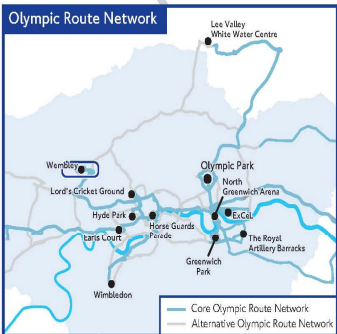 Olympic Route Network
Lee Valley
White Water Centre
Wembley
Olympic Park
North
Greenwich Arena
Lord's Cricket Ground
Hyde Park
ExCeL
Horse Guards
Parade
Earls Court
The Royal
Artillery Barracks
Greenwich
Park
Wimbledon
Core Olympic Route Network
Alternative Olympic Route Network